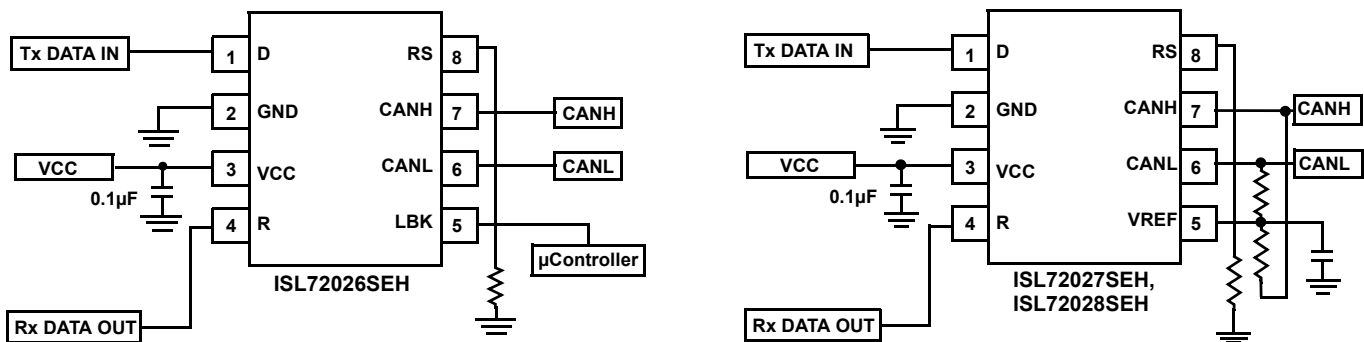 Tx DATA IN
1
D
RS
8
2
GND
CANH
7
CANH
VCC
3
VCC
CANL
6
CANL
0.1µF
4
R
LBK
5
µController
ISL72026SEH
Rx DATA OUT
Tx DATA IN
1
D
RS
8
2
GND
CANH
7
CANH
VCC
3
VCC
CANL
6
CANL
0.1µF
4
R
VREF
5
ISL72027SEH,
ISL72028SEH
Rx DATA OUT